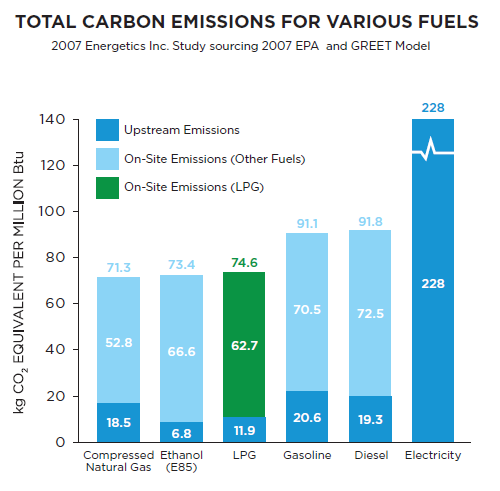 TOTAL CARBON EMISSIONS FOR VARIOUS FUELS
2007 Energetics Inc. Study sourcing 2007 EPA and GREET Model
kg CO2 EQUIVALENT PER MILLION Btu
140
120
100
80
60
40
20
0
Upstream Emissions
On-Site Emissions (Other Fuels)
On-Site Emissions (LPG)
71.3
52.8
18.5
73.4
66.6
6.8
74.6
62.7
11.9
91.1
70.5
20.6
91.8
72.5
19.3
228
228
Compressed Natural Gas
Ethanol (E85)
LPG
Gasoline
Diesel
Electricity